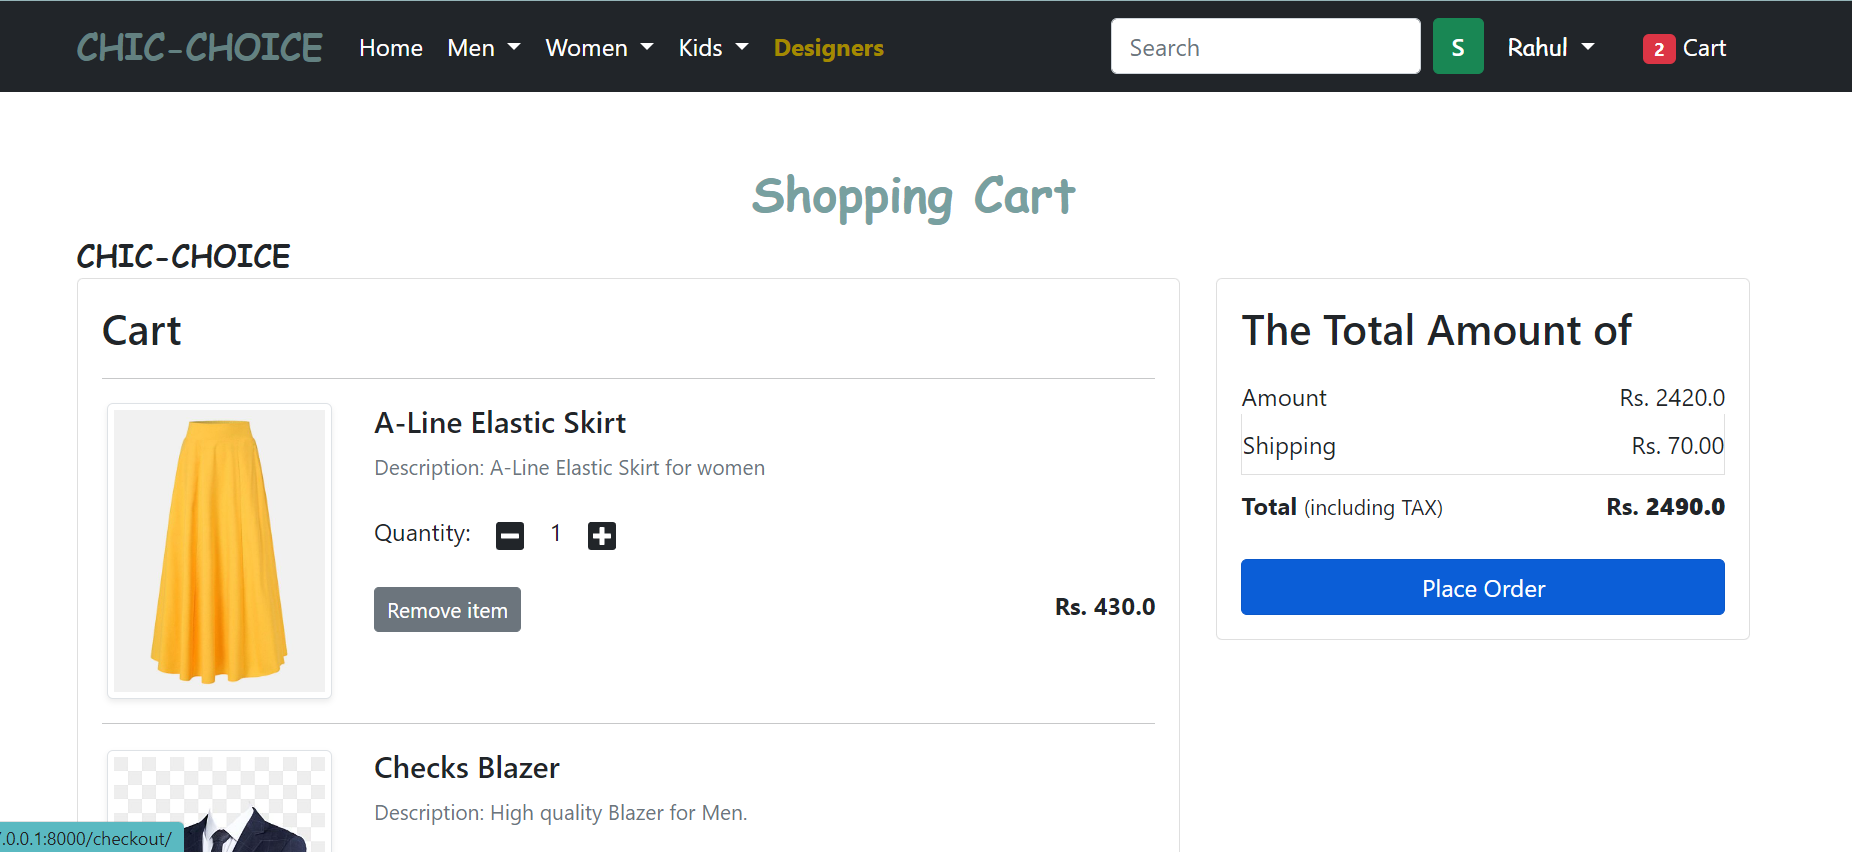 CHIC-CHOICE Home Men Women Kids Designers Search S Rahul 2 Cart
Shopping Cart
CHIC-CHOICE
Cart
A-Line Elastic Skirt
Description: A-Line Elastic Skirt for women
Quantity: 1
Remove item
Rs. 430.0
Checks Blazer
Description: High quality Blazer for Men.
The Total Amount of
Amount Rs. 2420.0
Shipping Rs. 70.00
Total (including TAX) Rs. 2490.0
Place Order
.0.0.1:8000/checkout/